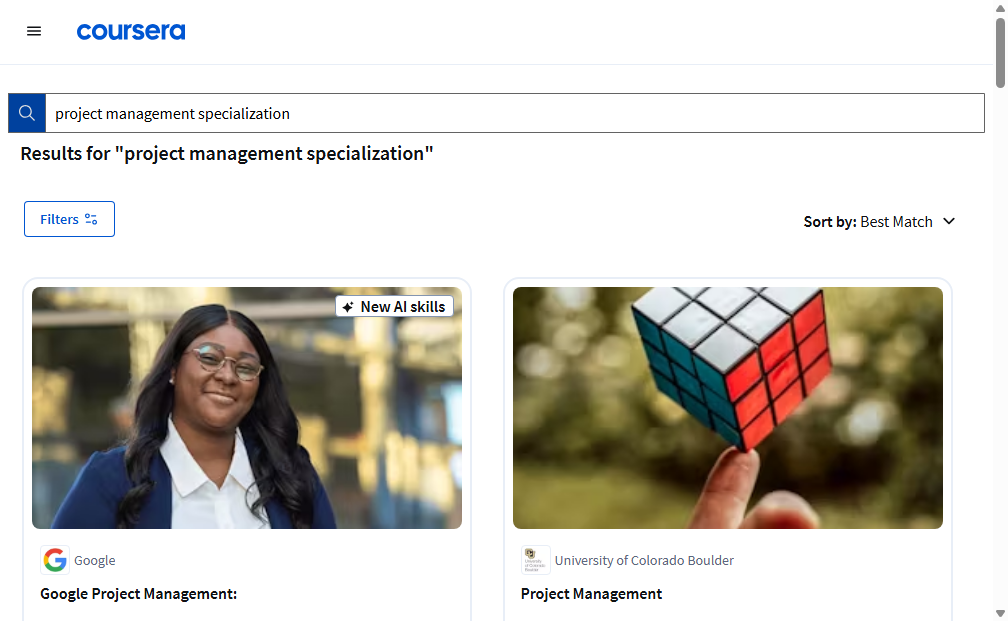 coursera
project management specialization
Results for "project management specialization"
Filters
Sort by: Best Match
New AI skills
Google
University of Colorado Boulder
Google Project Management:
Project Management